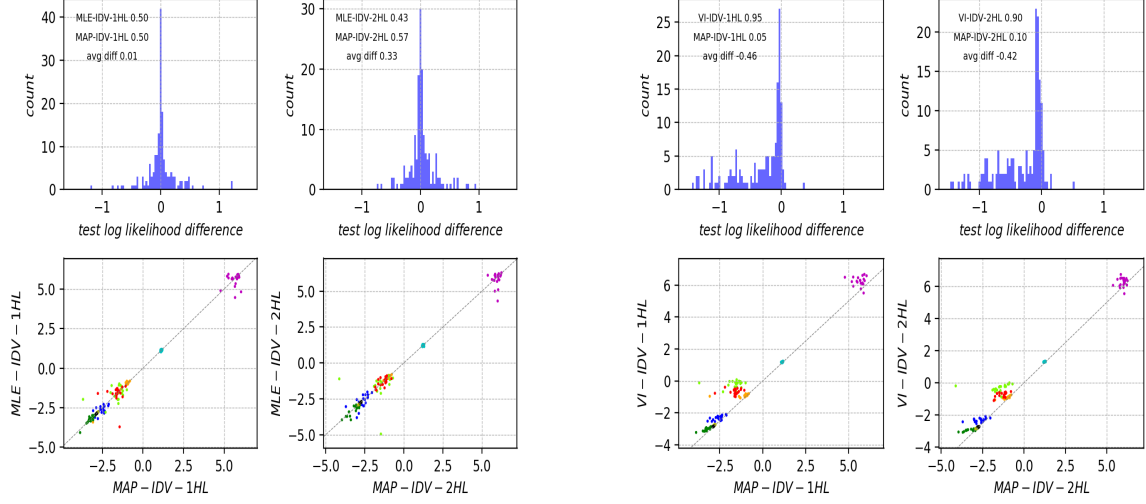 MLE-IDV-1HL 0.50
MAP-IDV-1HL 0.50
avg diff 0.01
count
0
10
20
30
40
−1
0
1
test log likelihood difference
MLE-IDV-2HL 0.43
MAP-IDV-2HL 0.57
avg diff 0.33
count
0
5
10
15
20
25
30
−1
0
1
test log likelihood difference
VI-IDV-1HL 0.95
MAP-IDV-1HL 0.05
avg diff -0.46
count
0
5
10
15
20
25
−1
0
1
test log likelihood difference
VI-IDV-2HL 0.90
MAP-IDV-2HL 0.10
avg diff -0.42
count
0
5
10
15
20
−1
0
1
test log likelihood difference
MLE − IDV − 1HL
5.0
2.5
0.0
−2.5
−5.0
−2.5
0.0
2.5
5.0
MAP − IDV − 1HL
MLE − IDV − 2HL
5.0
2.5
0.0
−2.5
−5.0
−5.0
−2.5
0.0
2.5
5.0
MAP − IDV − 2HL
VI − IDV − 1HL
6
4
2
0
−2
−4
−2.5
0.0
2.5
5.0
MAP − IDV − 1HL
VI − IDV − 2HL
6
4
2
0
−2
−4
−5.0
−2.5
0.0
2.5
5.0
MAP − IDV − 2HL